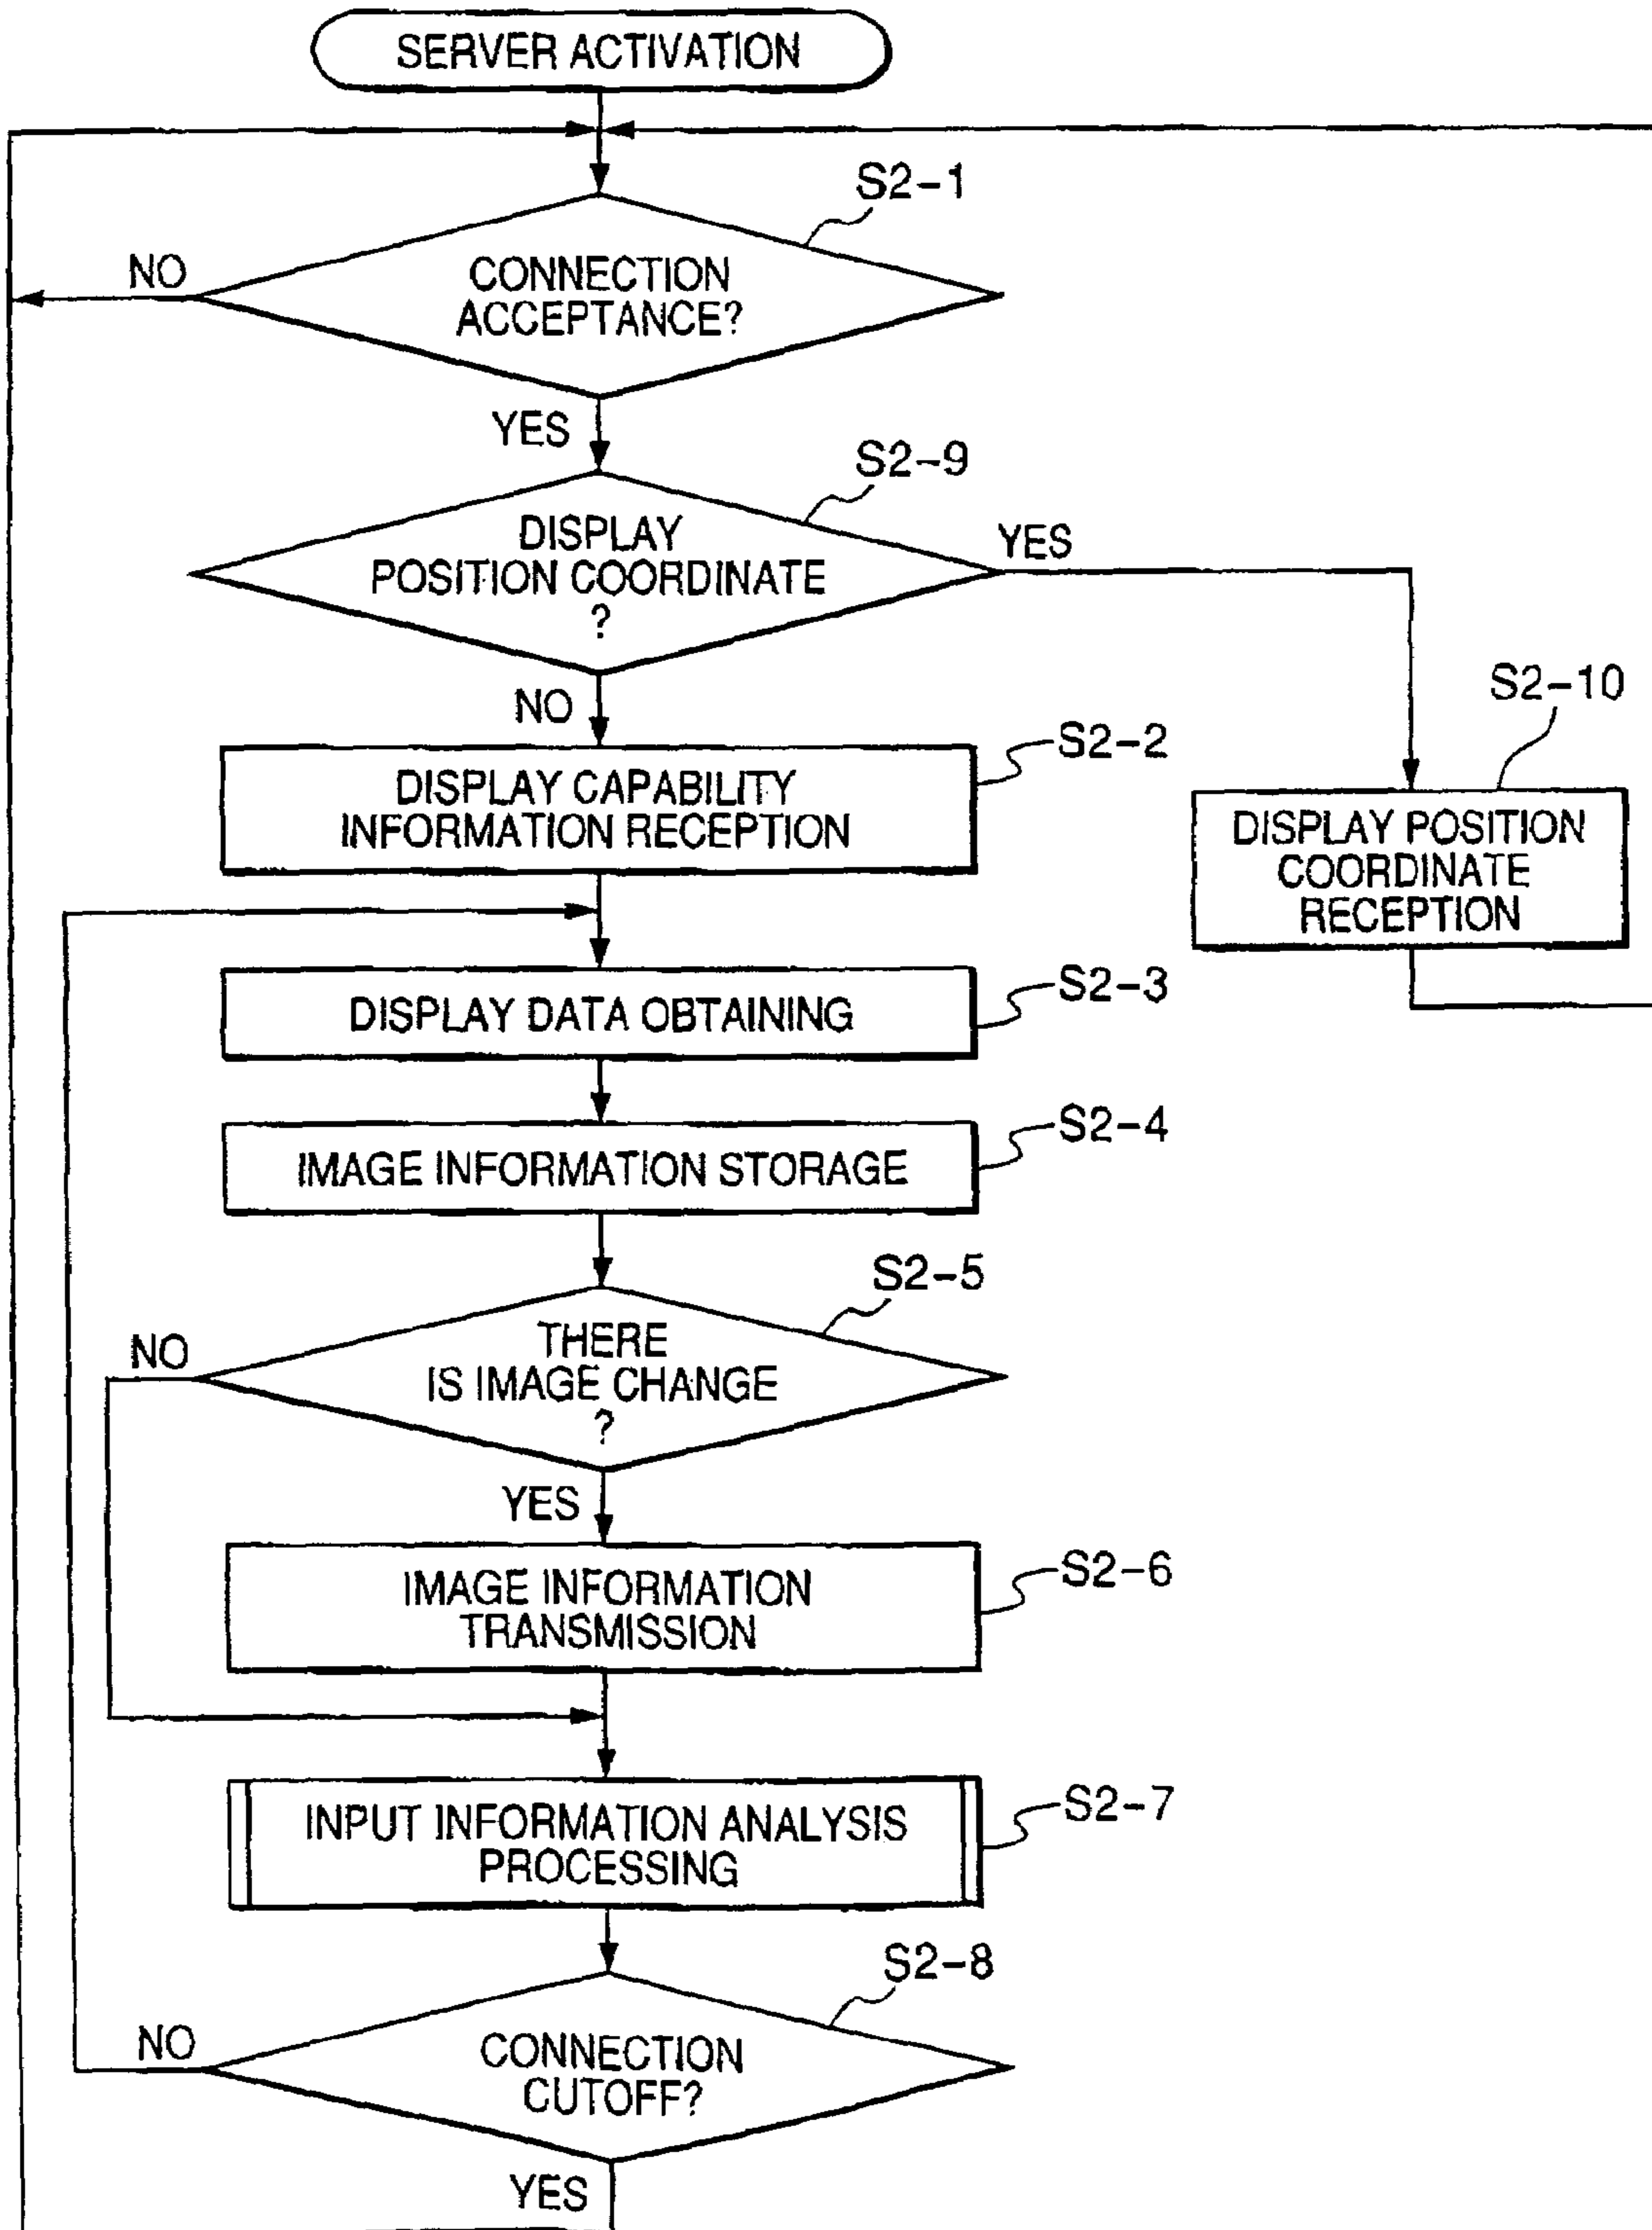 SERVER ACTIVATION
S2-1
NO
CONNECTION
ACCEPTANCE?
YES
S2-9
DISPLAY
POSITION COORDINATE
?
YES
NO
S2-10
S2-2
DISPLAY CAPABILITY
INFORMATION RECEPTION
DISPLAY POSITION
COORDINATE
RECEPTION
S2-3
DISPLAY DATA OBTAINING
S2-4
IMAGE INFORMATION STORAGE
S2-5
NO
THERE
IS IMAGE CHANGE
?
YES
S2-6
IMAGE INFORMATION
TRANSMISSION
S2-7
INPUT INFORMATION ANALYSIS
PROCESSING
S2-8
NO
CONNECTION
CUTOFF?
YES